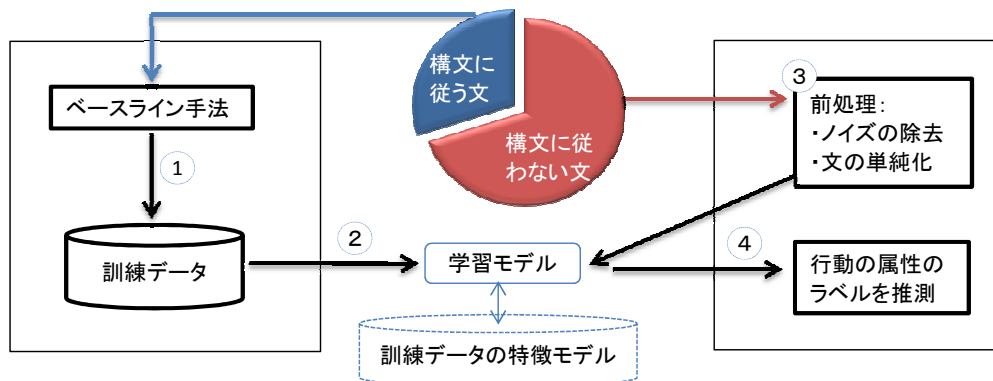 構文に
従う文
構文に従
わない文
ベースライン手法
①
訓練データ
②
学習モデル
訓練データの特徴モデル
③
前処理:
・ノイズの除去
・文の単純化
④
行動の属性の
ラベルを推測